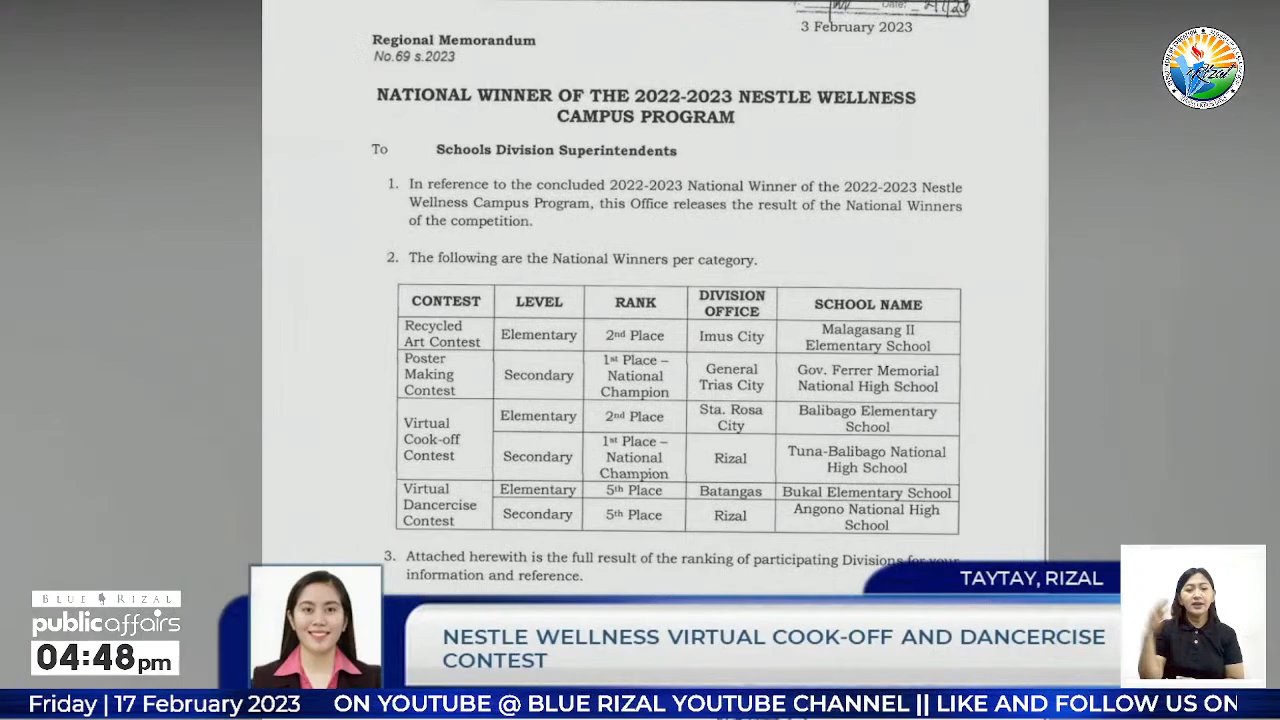 Date:
3 February 2023
Regional Memorandum
No.69 s.2023
NATIONAL WINNER OF THE 2022-2023 NESTLE WELLNESS
CAMPUS PROGRAM
To Schools Division Superintendents
1. In reference to the concluded 2022-2023 National Winner of the 2022-2023 Nestle
Wellness Campus Program, this Office releases the result of the National Winners
of the competition.
2. The following are the National Winners per category.
CONTEST LEVEL RANK DIVISION OFFICE SCHOOL NAME
Recycled Art Contest Elementary 2nd Place Imus City Malagasang II Elementary School
Poster Making Contest Secondary 1st Place – National Champion General Trias City Gov. Ferrer Memorial National High School
Virtual Cook-off Contest Elementary 2nd Place Sta. Rosa City Balibago Elementary School
Secondary 1st Place – National Champion Rizal Tuna-Balibago National High School
Virtual Dancercise Contest Elementary 5th Place Batangas Bukal Elementary School
Secondary 5th Place Rizal Angono National High School
3. Attached herewith is the full result of the ranking of participating Divisions for your
information and reference.
Rizal
TAYTAY, RIZAL
NESTLE WELLNESS VIRTUAL COOK-OFF AND DANCERCISE
CONTEST
BLUE RIZAL
public affairs
04:48 pm
Friday | 17 February 2023 ON YOUTUBE @ BLUE RIZAL YOUTUBE CHANNEL || LIKE AND FOLLOW US ON